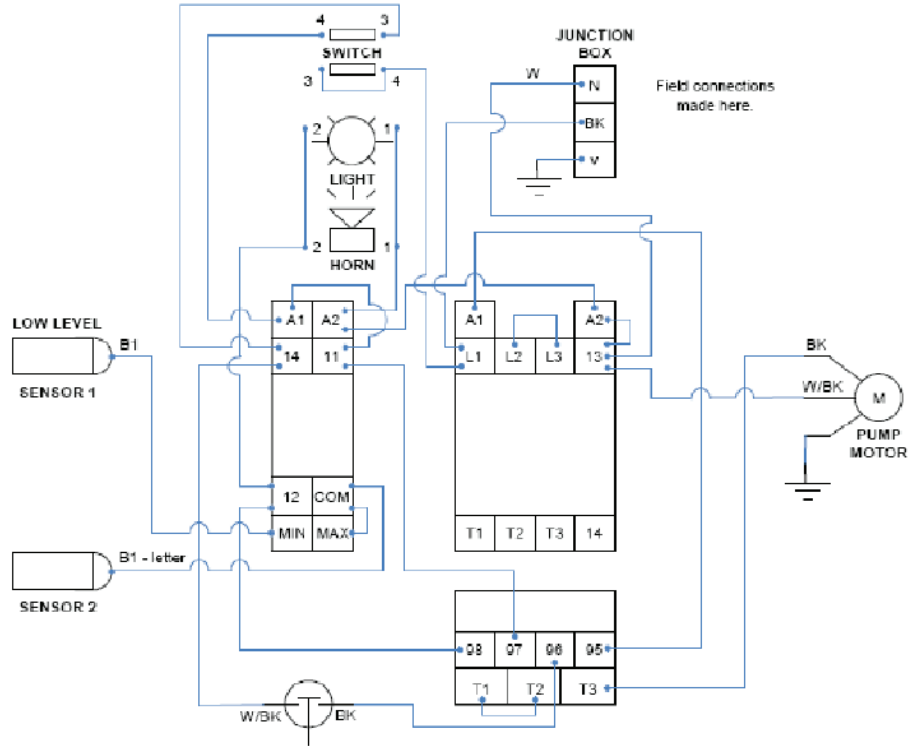 4 3
SWITCH
3 4
JUNCTION
BOX
W
N
BK
v
Field connections
made here.
2 1
LIGHT
2 1
HORN
A1 A2
14 11
12 COM
MIN MAX
LOW LEVEL
B1
SENSOR 1
B1 - letter
SENSOR 2
A1 A2
L1 L2 L3 13
T1 T2 T3 14
98 97 96 95
T1 T2 T3
BK
W/BK
M
PUMP
MOTOR
W/BK BK